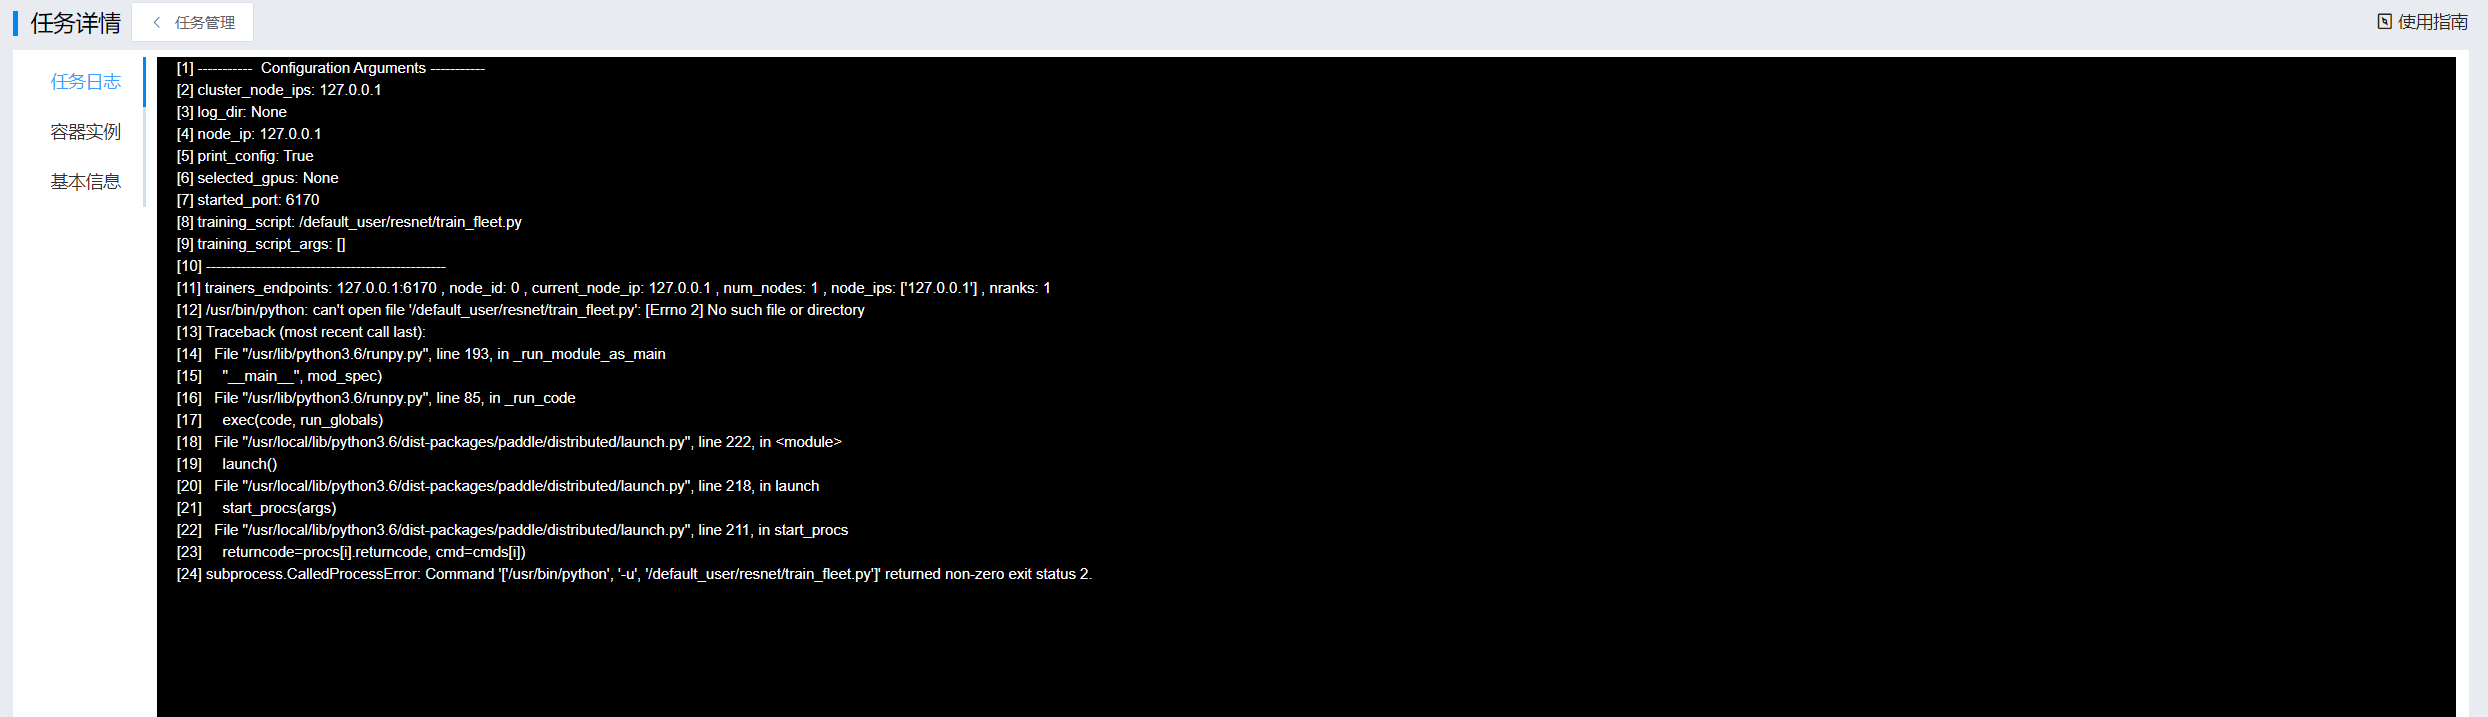 任务详情
任务管理
使用指南
任务日志
容器实例
基本信息
[1] ----------- Configuration Arguments -----------
[2] cluster_node_ips: 127.0.0.1
[3] log_dir: None
[4] node_ip: 127.0.0.1
[5] print_config: True
[6] selected_gpus: None
[7] started_port: 6170
[8] training_script: /default_user/resnet/train_fleet.py
[9] training_script_args: []
[10] ------------------------------------------------
[11] trainers_endpoints: 127.0.0.1:6170 , node_id: 0 , current_node_ip: 127.0.0.1 , num_nodes: 1 , node_ips: ['127.0.0.1'] , nranks: 1
[12] /usr/bin/python: can't open file '/default_user/resnet/train_fleet.py': [Errno 2] No such file or directory
[13] Traceback (most recent call last):
[14]   File "/usr/lib/python3.6/runpy.py", line 193, in _run_module_as_main
[15]     "__main__", mod_spec)
[16]   File "/usr/lib/python3.6/runpy.py", line 85, in _run_code
[17]     exec(code, run_globals)
[18]   File "/usr/local/lib/python3.6/dist-packages/paddle/distributed/launch.py", line 222, in <module>
[19]     launch()
[20]   File "/usr/local/lib/python3.6/dist-packages/paddle/distributed/launch.py", line 218, in launch
[21]     start_procs(args)
[22]   File "/usr/local/lib/python3.6/dist-packages/paddle/distributed/launch.py", line 211, in start_procs
[23]     returncode=procs[i].returncode, cmd=cmds[i])
[24] subprocess.CalledProcessError: Command '['/usr/bin/python', '-u', '/default_user/resnet/train_fleet.py']' returned non-zero exit status 2.